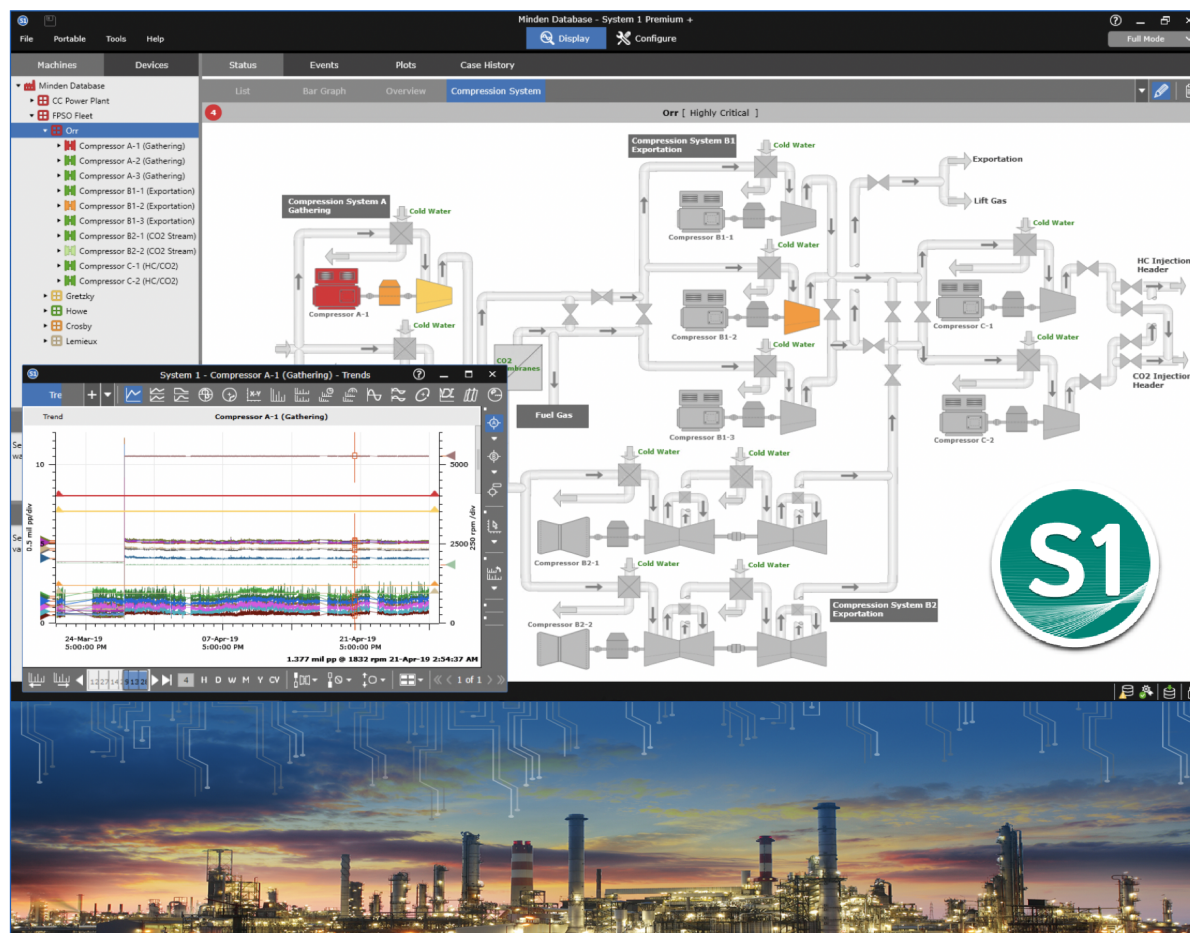 S1
Minden Database - System 1 Premium +
File
Portable
Tools
Help
Display
Configure
Full Mode
Machines
Devices
Status
Events
Plots
Case History
List
Bar Graph
Overview
Compression System
Minden Database
CC Power Plant
FPSO Fleet
Orr
Compressor A-1 (Gathering)
Compressor A-2 (Gathering)
Compressor A-3 (Gathering)
Compressor B1-1 (Exportation)
Compressor B1-2 (Exportation)
Compressor B1-3 (Exportation)
Compressor B2-1 (CO2 Stream)
Compressor B2-2 (CO2 Stream)
Compressor C-1 (HC/CO2)
Compressor C-2 (HC/CO2)
Gretzky
Howe
Crosby
Lemieux
4
Orr [ Highly Critical ]
Compression System A
Gathering
Cold Water
Compressor A-1
Cold Water
Compression System B1
Exportation
Cold Water
Compressor B1-1
Cold Water
Compressor B1-2
Cold Water
Compressor B1-3
Exportation
Lift Gas
Cold Water
Compressor C-1
HC Injection
Header
Cold Water
Compressor C-2
CO2 Injection
Header
CO2
Fuel Gas
Cold Water
Cold Water
Compressor B2-1
Cold Water
Cold Water
Compressor B2-2
Compression System B2
Exportation
S1
S1
System 1 - Compressor A-1 (Gathering) - Trends
X-Y
Trend
Compressor A-1 (Gathering)
10
0
0.5 mil pp/div
5000
2500
0
250 rpm /div
24-Mar-19
5:00:00 PM
07-Apr-19
5:00:00 PM
21-Apr-19
5:00:00 PM
1.377 mil pp @ 1832 rpm 21-Apr-19 2:54:37 AM
4
H D W M Y CV
1 of 1